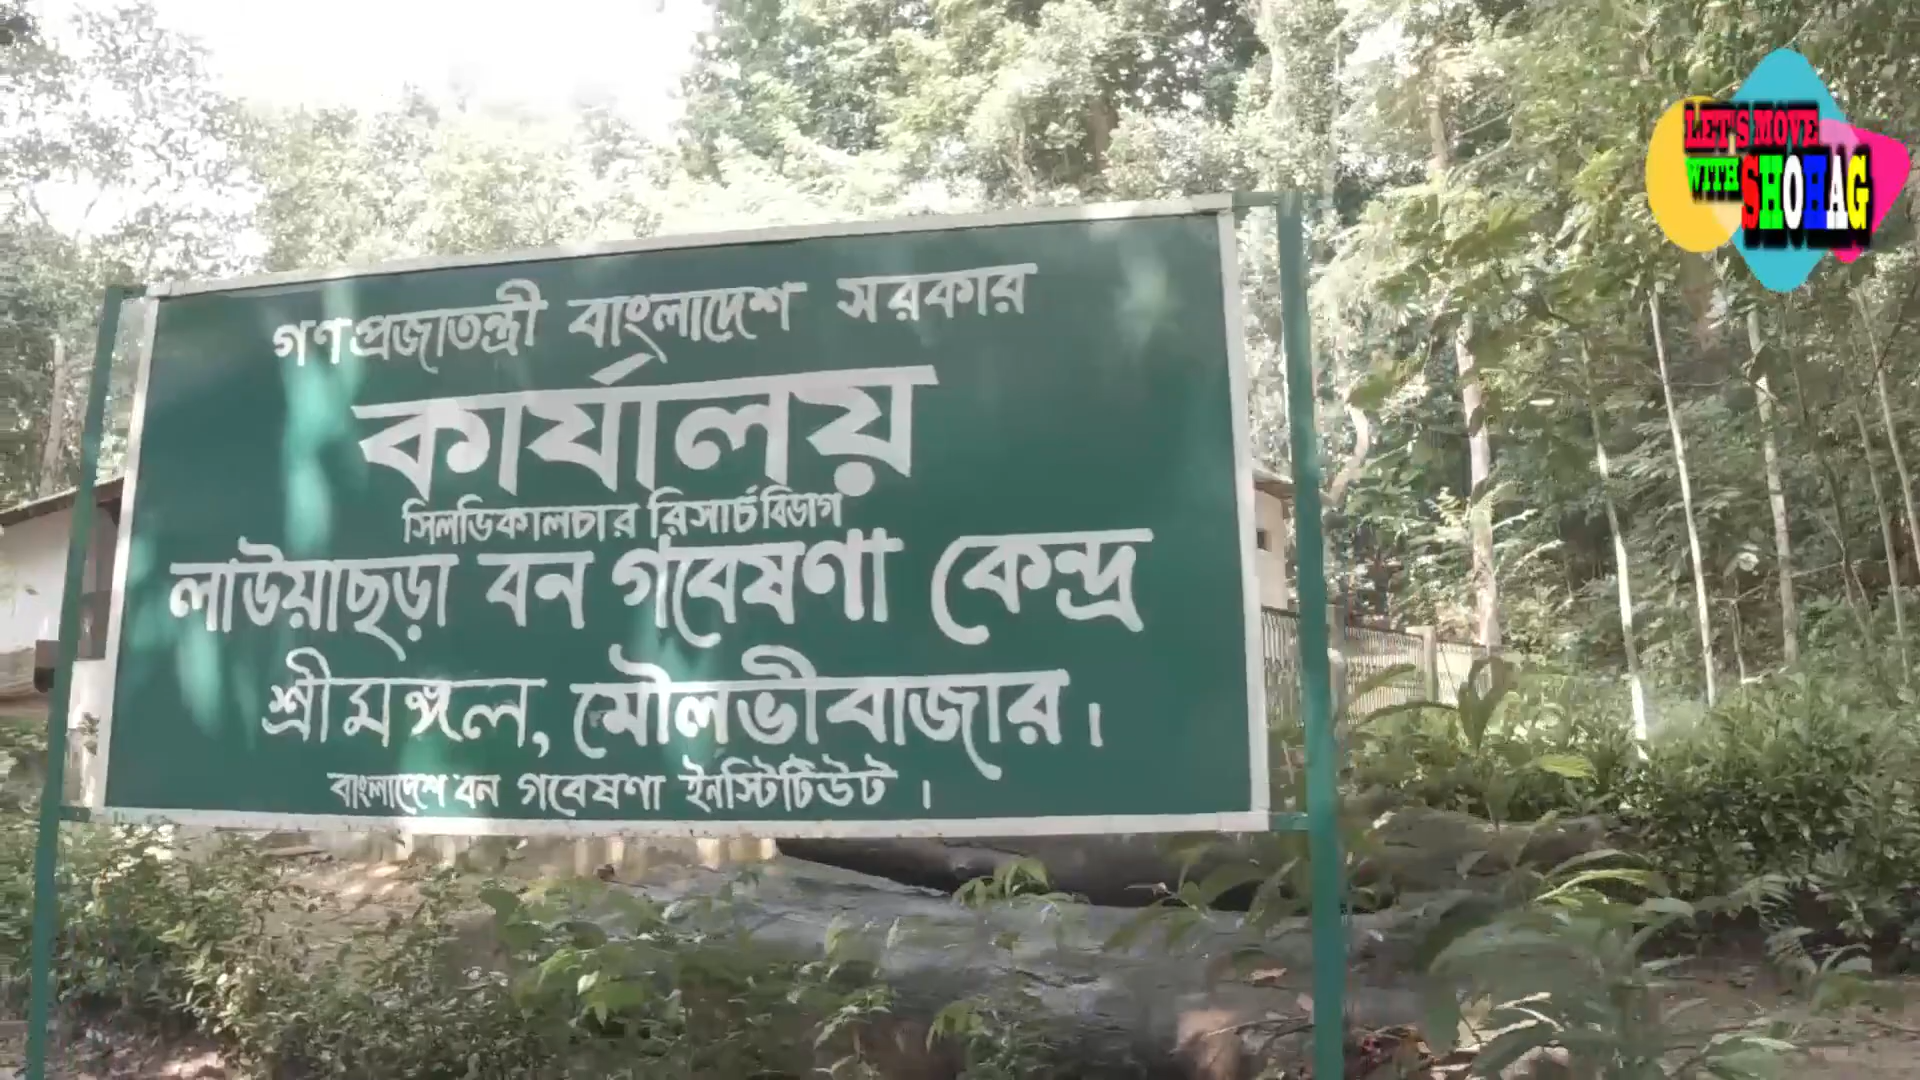 গণপ্রজাতন্ত্রী বাংলাদেশ সরকার
কার্যালয়
সিলভিকালচার রিসার্চ বিভাগ
লাউয়াছড়া বন গবেষণা কেন্দ্র
শ্রীমঙ্গল, মৌলভীবাজার।
বাংলাদেশ বন গবেষণা ইনস্টিটিউট ।
LET'S MOVE
WITH SHOHAG